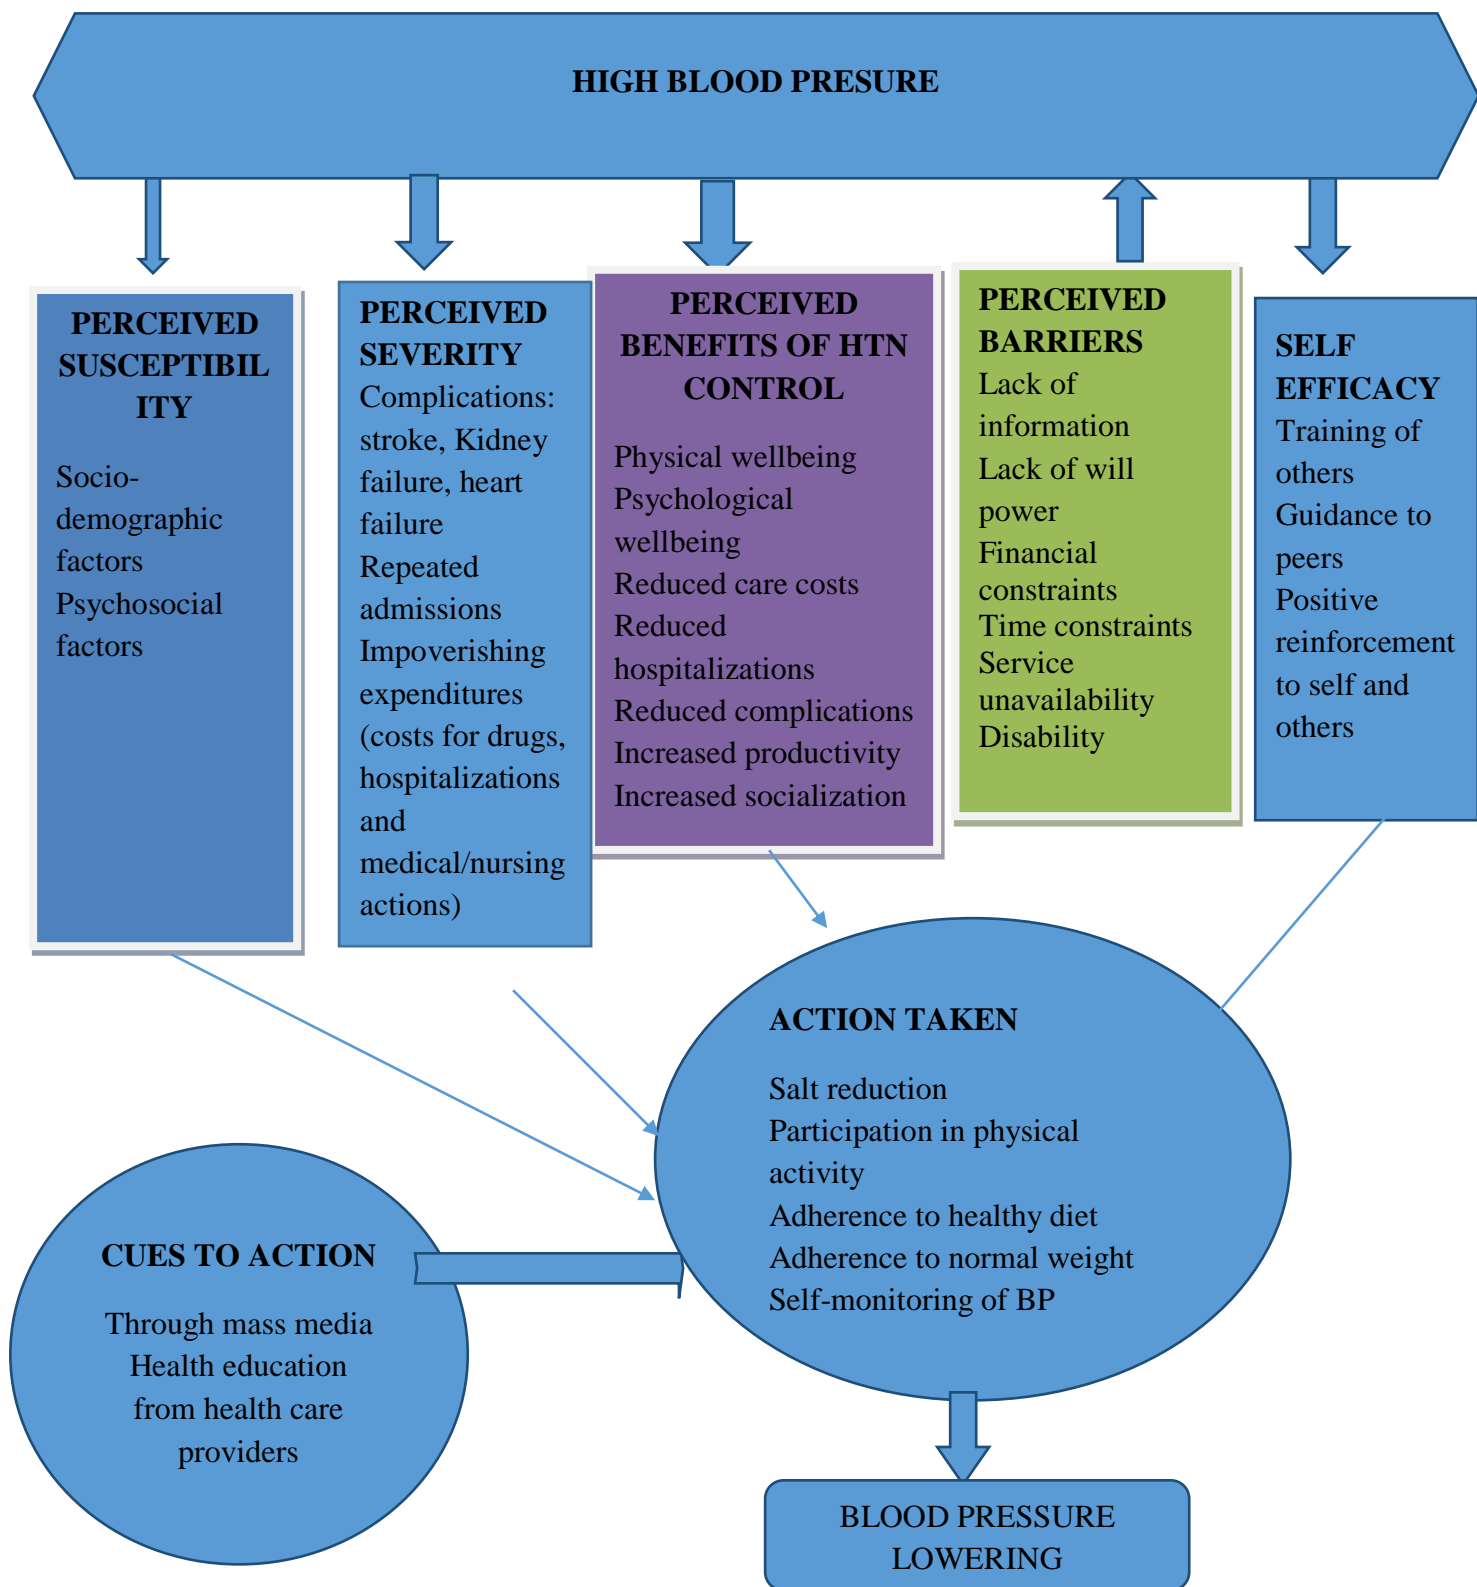 HIGH BLOOD PRESURE
PERCEIVED
SUSCEPTIBIL
ITY
Socio-
demographic
factors
Psychosocial
factors
PERCEIVED
SEVERITY
Complications:
stroke, Kidney
failure, heart
failure
Repeated
admissions
Impoverishing
expenditures
(costs for drugs,
hospitalizations
and
medical/nursing
actions)
PERCEIVED
BENEFITS OF HTN
CONTROL
Physical wellbeing
Psychological
wellbeing
Reduced care costs
Reduced
hospitalizations
Reduced complications
Increased productivity
Increased socialization
PERCEIVED
BARRIERS
Lack of
information
Lack of will
power
Financial
constraints
Time constraints
Service
unavailability
Disability
SELF
EFFICACY
Training of
others
Guidance to
peers
Positive
reinforcement
to self and
others
ACTION TAKEN
Salt reduction
Participation in physical
activity
Adherence to healthy diet
Adherence to normal weight
Self-monitoring of BP
CUES TO ACTION
Through mass media
Health education
from health care
providers
BLOOD PRESSURE
LOWERING